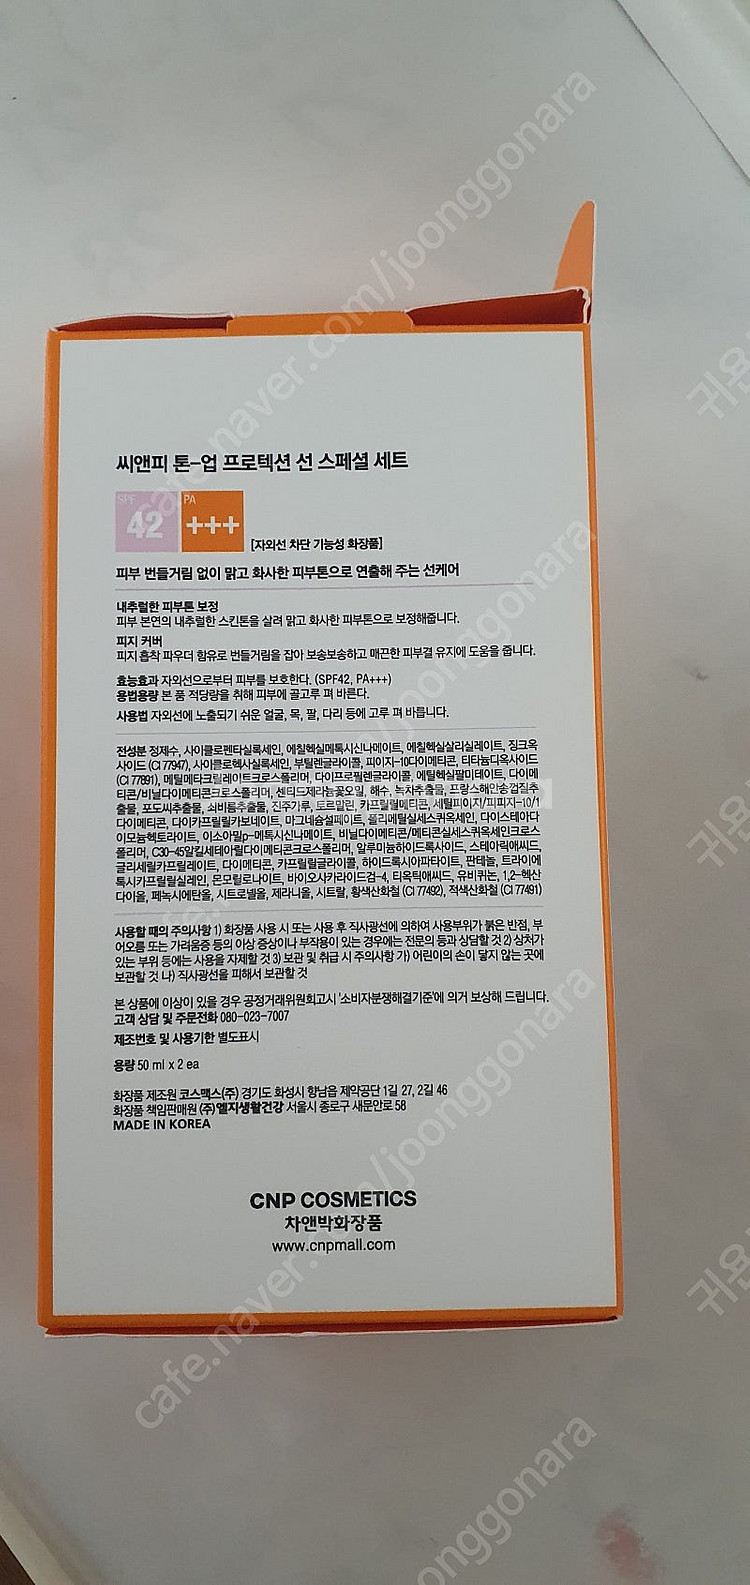 씨앤피 톤-업 프로텍션 선 스페셜 세트
SPF
42
PA
+++
[자외선 차단 기능성 화장품]
피부 번들거림 없이 맑고 화사한 피부톤으로 연출해 주는 선케어
내추럴한 피부톤 보정
피부 본연의 내추럴한 스킨톤을 살려 맑고 화사한 피부톤으로 보정해줍니다.
피지 커버
피지 흡착 파우더 함유로 번들거림을 잡아 보송보송하고 매끈한 피부결 유지에 도움을 줍니다.
효능효과 자외선으로부터 피부를 보호한다. (SPF42, PA+++)
용법용량 본 품 적당량을 취해 피부에 골고루 펴 바른다.
사용법 자외선에 노출되기 쉬운 얼굴, 목, 팔, 다리 등에 고루 펴 바릅니다.
전성분 정제수, 사이클로펜타실록세인, 에칠헥실메톡시신나메이트, 에칠헥실살리실레이트, 징크옥
사이드 (CI 77947), 사이클로헥사실록세인, 부틸렌글라이콜, 피이지-10다이메티콘, 티타늄디옥사이드
(CI 77891), 메틸메타크릴레이트크로스폴리머, 다이프로필렌글라이콜, 에틸헥실팔미테이트, 다이메
티콘/비닐다이메티콘크로스폴리머, 센티드제라늄꽃오일, 해수, 녹차추출물, 프랑스해안송껍질추
출물, 포도씨추출물, 쇠비름추출물, 진주가루, 토르말린, 카프릴릴메티콘, 세틸피이지/피피지-10/1
다이메티콘, 다이카프릴릴카보네이트, 마그네슘설페이트, 폴리메틸실세스퀴옥세인, 다이스테아다
이모늄헥토라이트, 이소아밀p-메톡시신나메이트, 비닐다이메티콘/메티콘실세스퀴옥세인크로스
폴리머, C30-45알킬세테아릴다이메티콘크로스폴리머, 알루미늄하이드록사이드, 스테아릭애씨드,
글리세릴카프릴레이트, 다이메티콘, 카프릴릴글라이콜, 하이드록시아파타이트, 판테놀, 트라이에
톡시카프릴릴실레인, 몬모릴로나이트, 바이오사카라이드검-4, 티옥틱애씨드, 유비퀴논, 1,2-헥산
다이올, 페녹시에탄올, 시트로넬올, 제라니올, 시트랄, 황색산화철 (CI 77492), 적색산화철 (CI 77491)
사용할 때의 주의사항 1) 화장품 사용 시 또는 사용 후 직사광선에 의하여 사용부위가 붉은 반점, 부
어오름 또는 가려움증 등의 이상 증상이나 부작용이 있는 경우에는 전문의 등과 상담할 것 2) 상처가
있는 부위 등에는 사용을 자제할 것 3) 보관 및 취급 시 주의사항 가) 어린이의 손이 닿지 않는 곳에
보관할 것 나) 직사광선을 피해서 보관할 것
본 상품에 이상이 있을 경우 공정거래위원회고시 '소비자분쟁해결기준'에 의거 보상해 드립니다.
고객 상담 및 주문전화 080-023-7007
제조번호 및 사용기한 별도표시
용량 50 ml x 2 ea
화장품 제조원 코스맥스(주) 경기도 화성시 향남읍 제약공단 1길 27, 2길 46
화장품 책임판매원 (주)엘지생활건강 서울시 종로구 새문안로 58
MADE IN KOREA
CNP COSMETICS
차앤박화장품
www.cnpmall.com
cafe.naver.com/joonggonara
cafe.naver.com/joonggonara
joonggonara
귀운
귀운
귀운